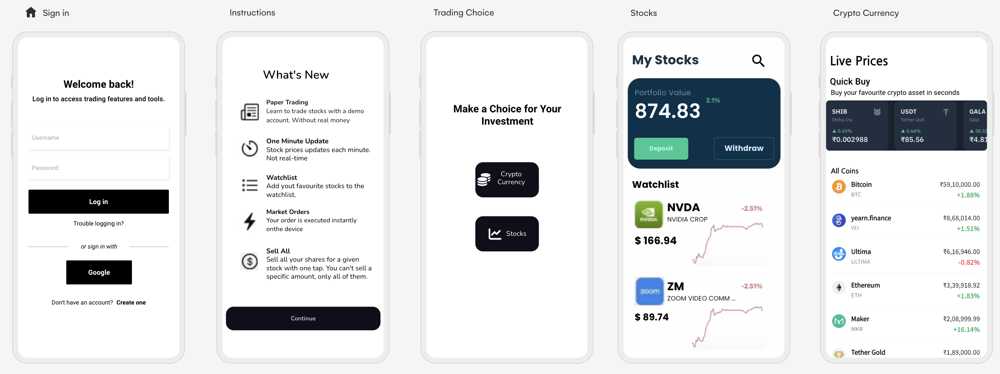 Sign in
Welcome back!
Log in to access trading features and tools.
Username
Password
Log in
Trouble logging in?
or sign in with
Google
Don't have an account? Create one
Instructions
What's New
Paper Trading
Learn to trade stocks with a demo
account. Without real money
One Minute Update
Stock prices updates each minute.
Not real-time
Watchlist
Add yout favourite stocks to the
watchlist.
Market Orders
Your order is executed instantly
onthe device
Sell All
Sell all your shares for a given
stock with one tap. You can't sell a
specific amount, only all of them.
Continue
Trading Choice
Make a Choice for Your
Investment
Crypto
Currency
Stocks
Stocks
My Stocks
Portfolio Value
874.83 2.1%
Deposit Withdraw
Watchlist
NVIDIA
NVDA -2.51%
NVIDIA CROP
$ 166.94
zoom
ZM -2.51%
ZOOM VIDEO COMM ...
$ 89.74
Crypto Currency
Live Prices
Quick Buy
Buy your favourite crypto asset in seconds
SHIB
Shiba Inu
▲ 0.43%
₹0.002988
USDT
Tether Usd
▲ 0.64%
₹85.56
GALA
Gala
▲ 28.53
₹4.81
All Coins
Bitcoin ₹59,10,000.00
BTC +1.88%
yearn.finance ₹8,68,014.00
YFI +1.51%
ULTIMA
Ultima ₹6,16,946.00
ULTIMA -0.82%
Ethereum ₹3,39,918.92
ETH +1.83%
Maker ₹2,08,999.99
MKR +16.14%
Tether Gold ₹1,89,000.00